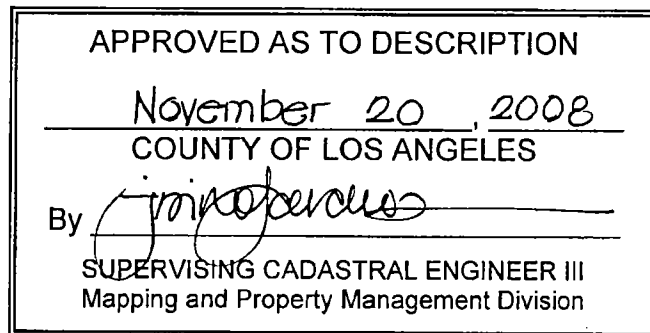 APPROVED AS TO DESCRIPTION
November 20, 2008
COUNTY OF LOS ANGELES
By
SUPERVISING CADASTRAL ENGINEER III
Mapping and Property Management Division